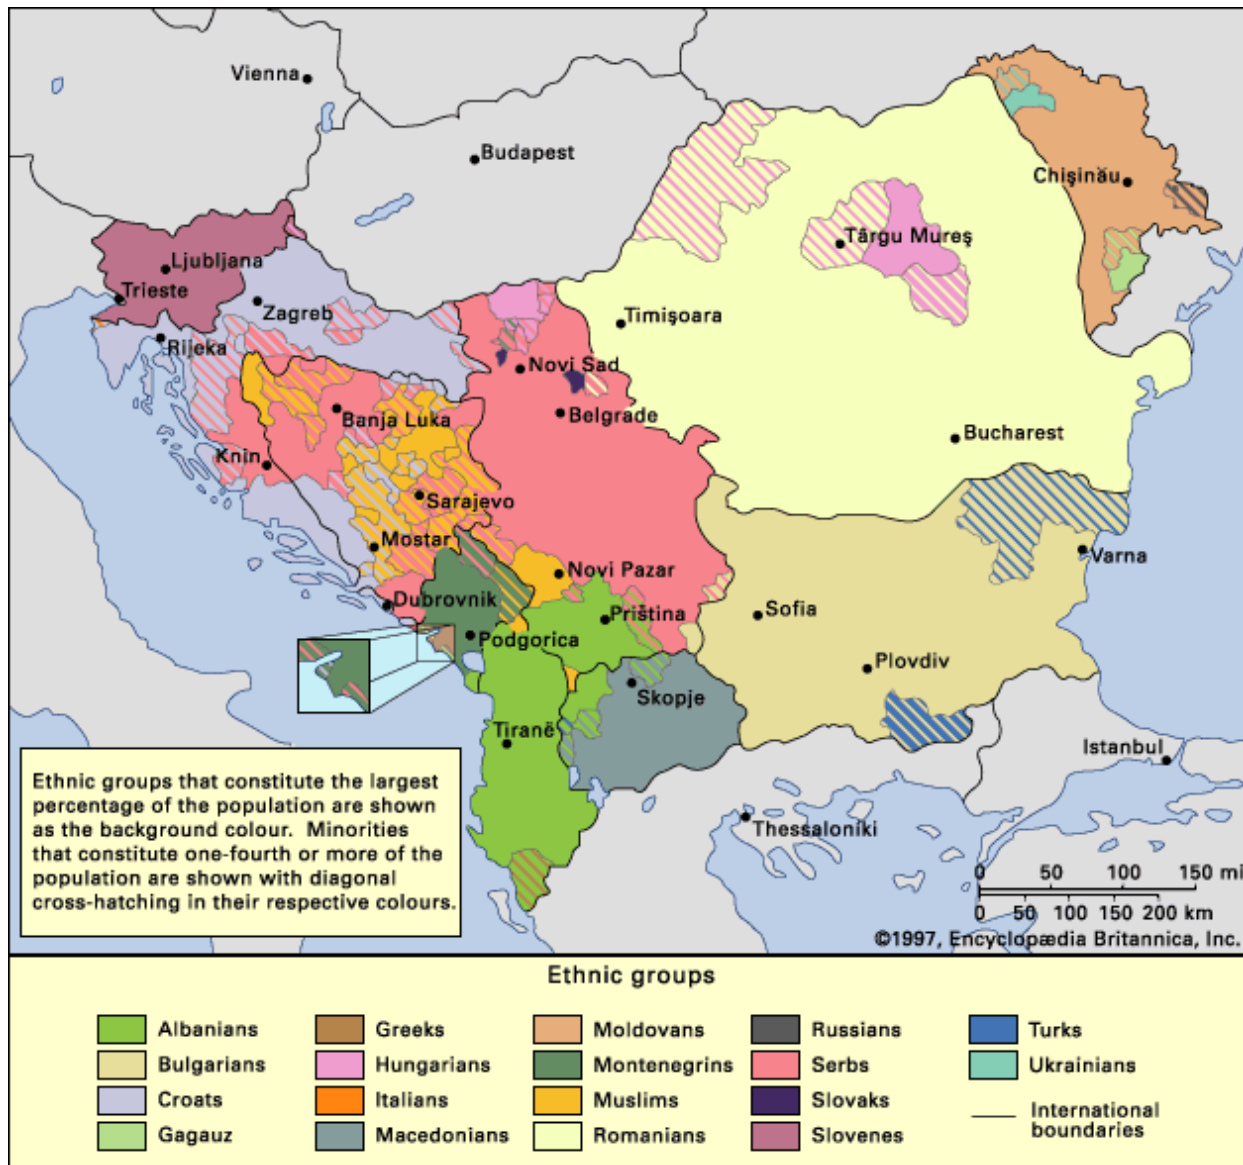 Vienna
Budapest
Chişinău
Târgu Mureş
Ljubljana
Trieste
Zagreb
Timişoara
Rijeka
Novi Sad
Banja Luka
Belgrade
Bucharest
Knin
Sarajevo
Mostar
Varna
Novi Pazar
Dubrovnik
Priština
Sofia
Podgorica
Plovdiv
Skopje
Tiranë
Istanbul
Thessaloniki
Ethnic groups that constitute the largest
percentage of the population are shown
as the background colour. Minorities
that constitute one-fourth or more of the
population are shown with diagonal
cross-hatching in their respective colours.
0 50 100 150 mi
0 50 100 150 200 km
©1997, Encyclopædia Britannica, Inc.
Ethnic groups
Albanians
Bulgarians
Croats
Gagauz
Greeks
Hungarians
Italians
Macedonians
Moldovans
Montenegrins
Muslims
Romanians
Russians
Serbs
Slovaks
Slovenes
Turks
Ukrainians
International
boundaries